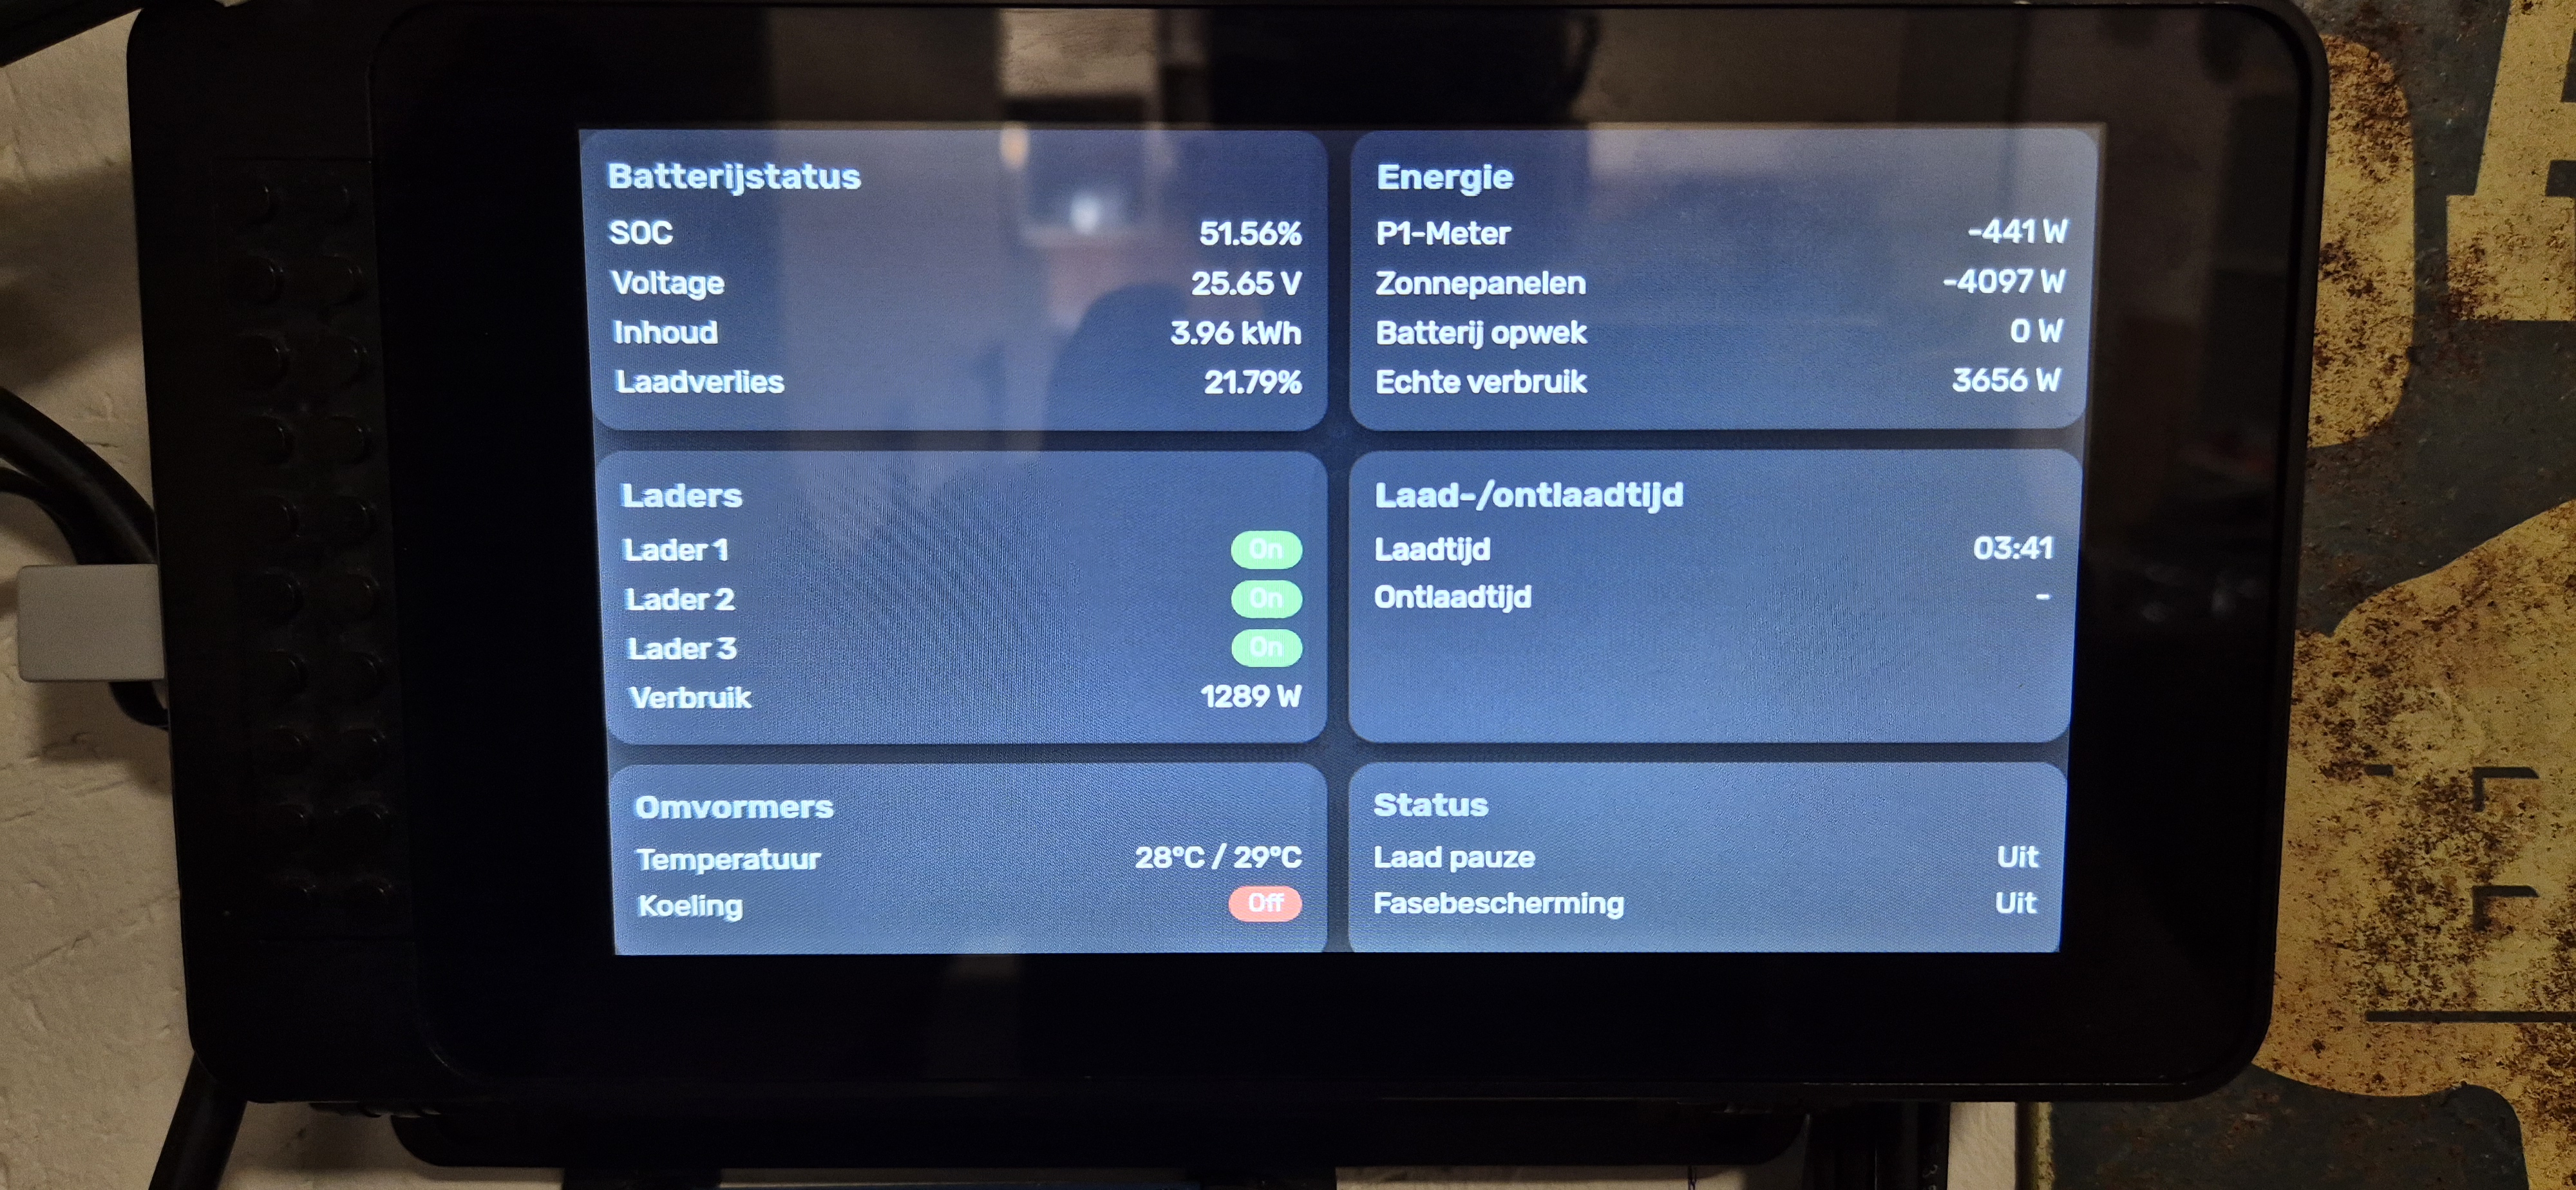 Batterijstatus
SOC 51.56%
Voltage 25.65 V
Inhoud 3.96 kWh
Laadverlies 21.79%
Energie
P1-Meter -441 W
Zonnepanelen -4097 W
Batterij opwek 0 W
Echte verbruik 3656 W
Laders
Lader 1 On
Lader 2 On
Lader 3 On
Verbruik 1289 W
Laad-/ontlaadtijd
Laadtijd 03:41
Ontlaadtijd -
Omvormers
Temperatuur 28°C / 29°C
Koeling Off
Status
Laad pauze Uit
Fasebescherming Uit